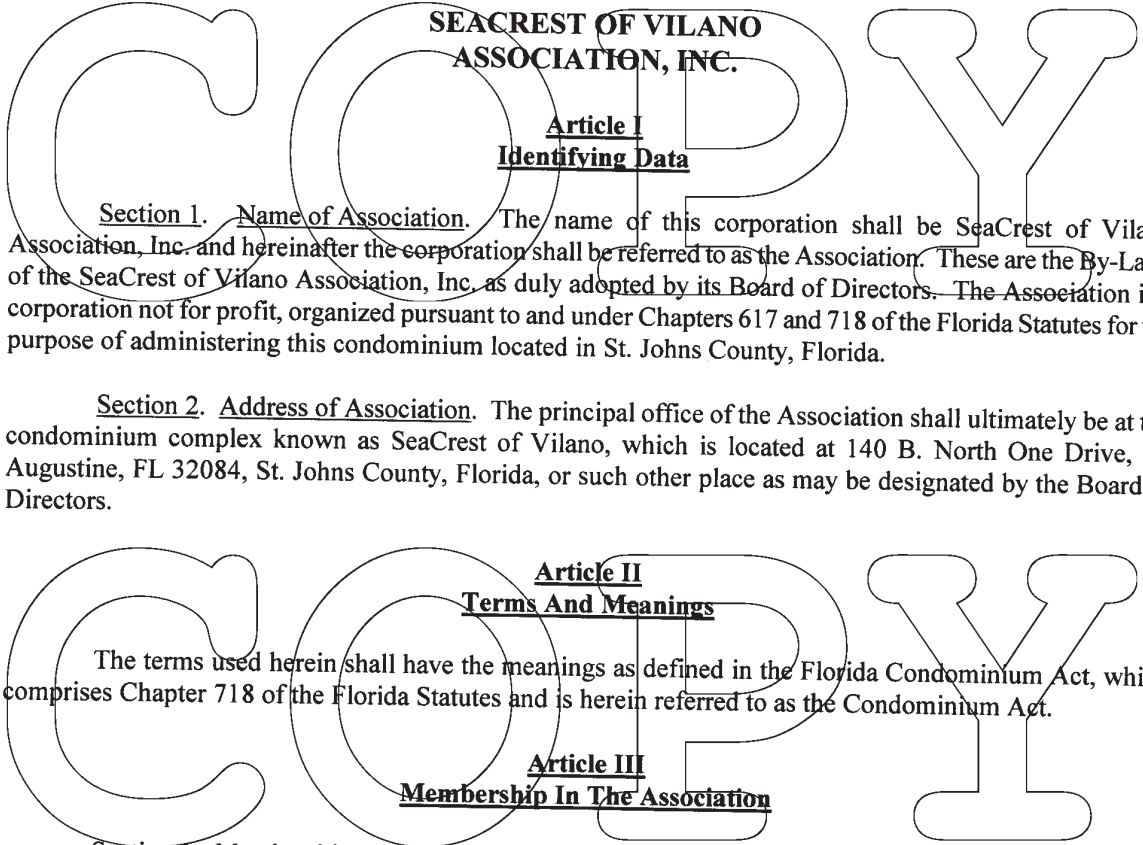 SEACREST OF VILANO
ASSOCIATION, INC.
Article I
Identifying Data
Section 1. Name of Association. The name of this corporation shall be SeaCrest of Vila
Association, Inc. and hereinafter the corporation shall be referred to as the Association. These are the By-La
of the SeaCrest of Vilano Association, Inc. as duly adopted by its Board of Directors. The Association i
corporation not for profit, organized pursuant to and under Chapters 617 and 718 of the Florida Statutes for
purpose of administering this condominium located in St. Johns County, Florida.
Section 2. Address of Association. The principal office of the Association shall ultimately be at t
condominium complex known as SeaCrest of Vilano, which is located at 140 B. North One Drive,
Augustine, FL 32084, St. Johns County, Florida, or such other place as may be designated by the Board
Directors.
Article II
Terms And Meanings
The terms used herein shall have the meanings as defined in the Florida Condominium Act, whi
comprises Chapter 718 of the Florida Statutes and is herein referred to as the Condominium Act.
Article III
Membership In The Association
COPY
COPY